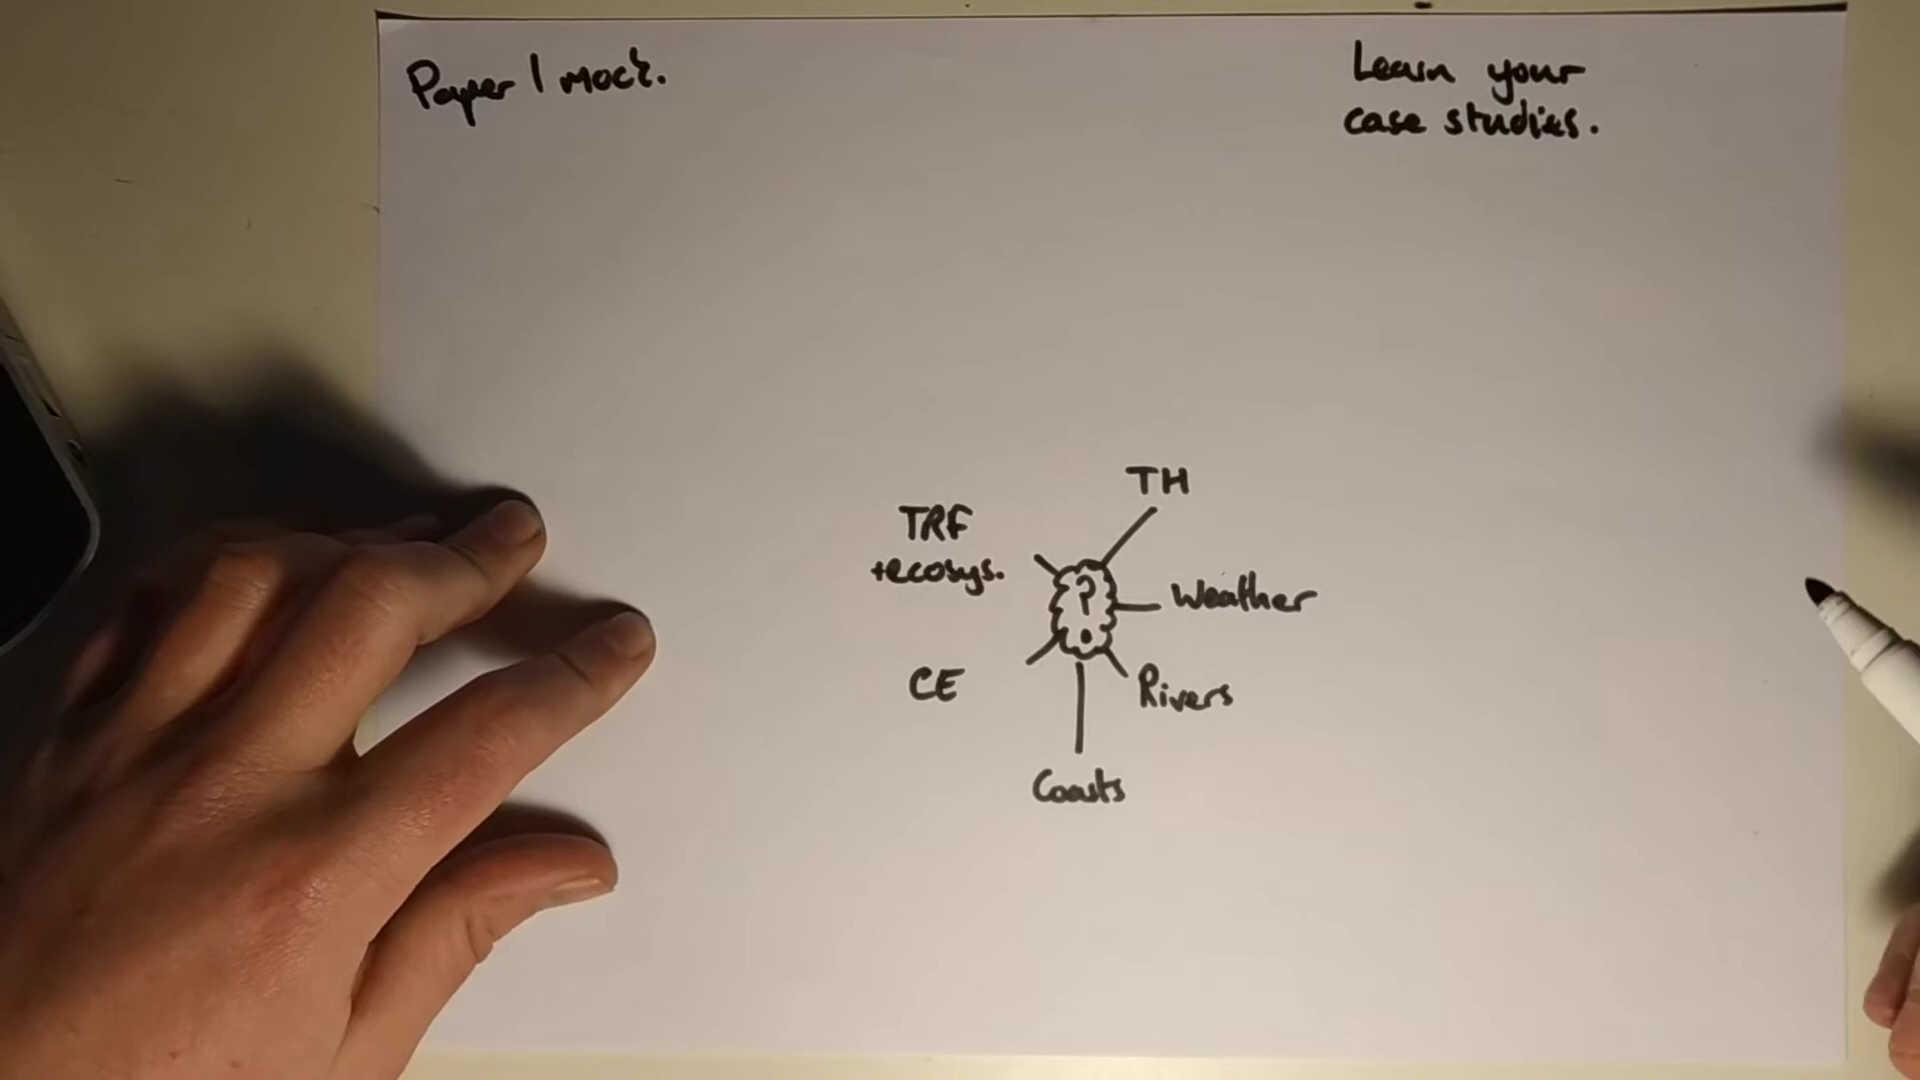 Paper 1 mock.
Learn your
case studies.
TH
TRF
+ecosys.
?
Weather
CE
Rivers
Coasts